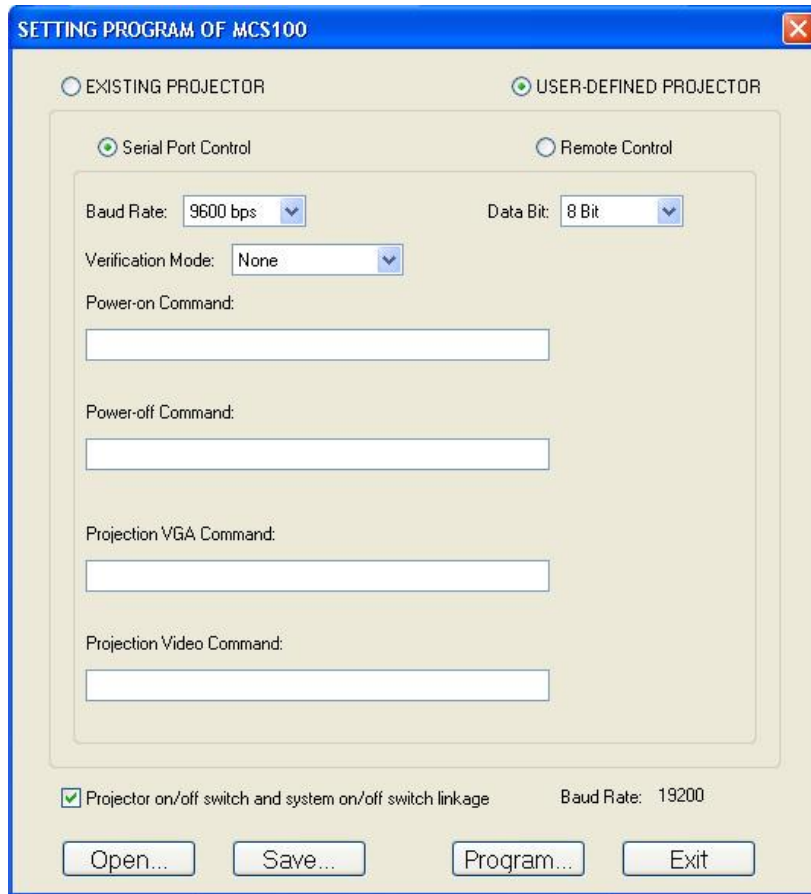 SETTING PROGRAM OF MCS100
EXISTING PROJECTOR USER-DEFINED PROJECTOR
Serial Port Control Remote Control
Baud Rate: 9600 bps Data Bit: 8 Bit
Verification Mode: None
Power-on Command:
Power-off Command:
Projection VGA Command:
Projection Video Command:
Projector on/off switch and system on/off switch linkage Baud Rate: 19200
Open... Save... Program... Exit